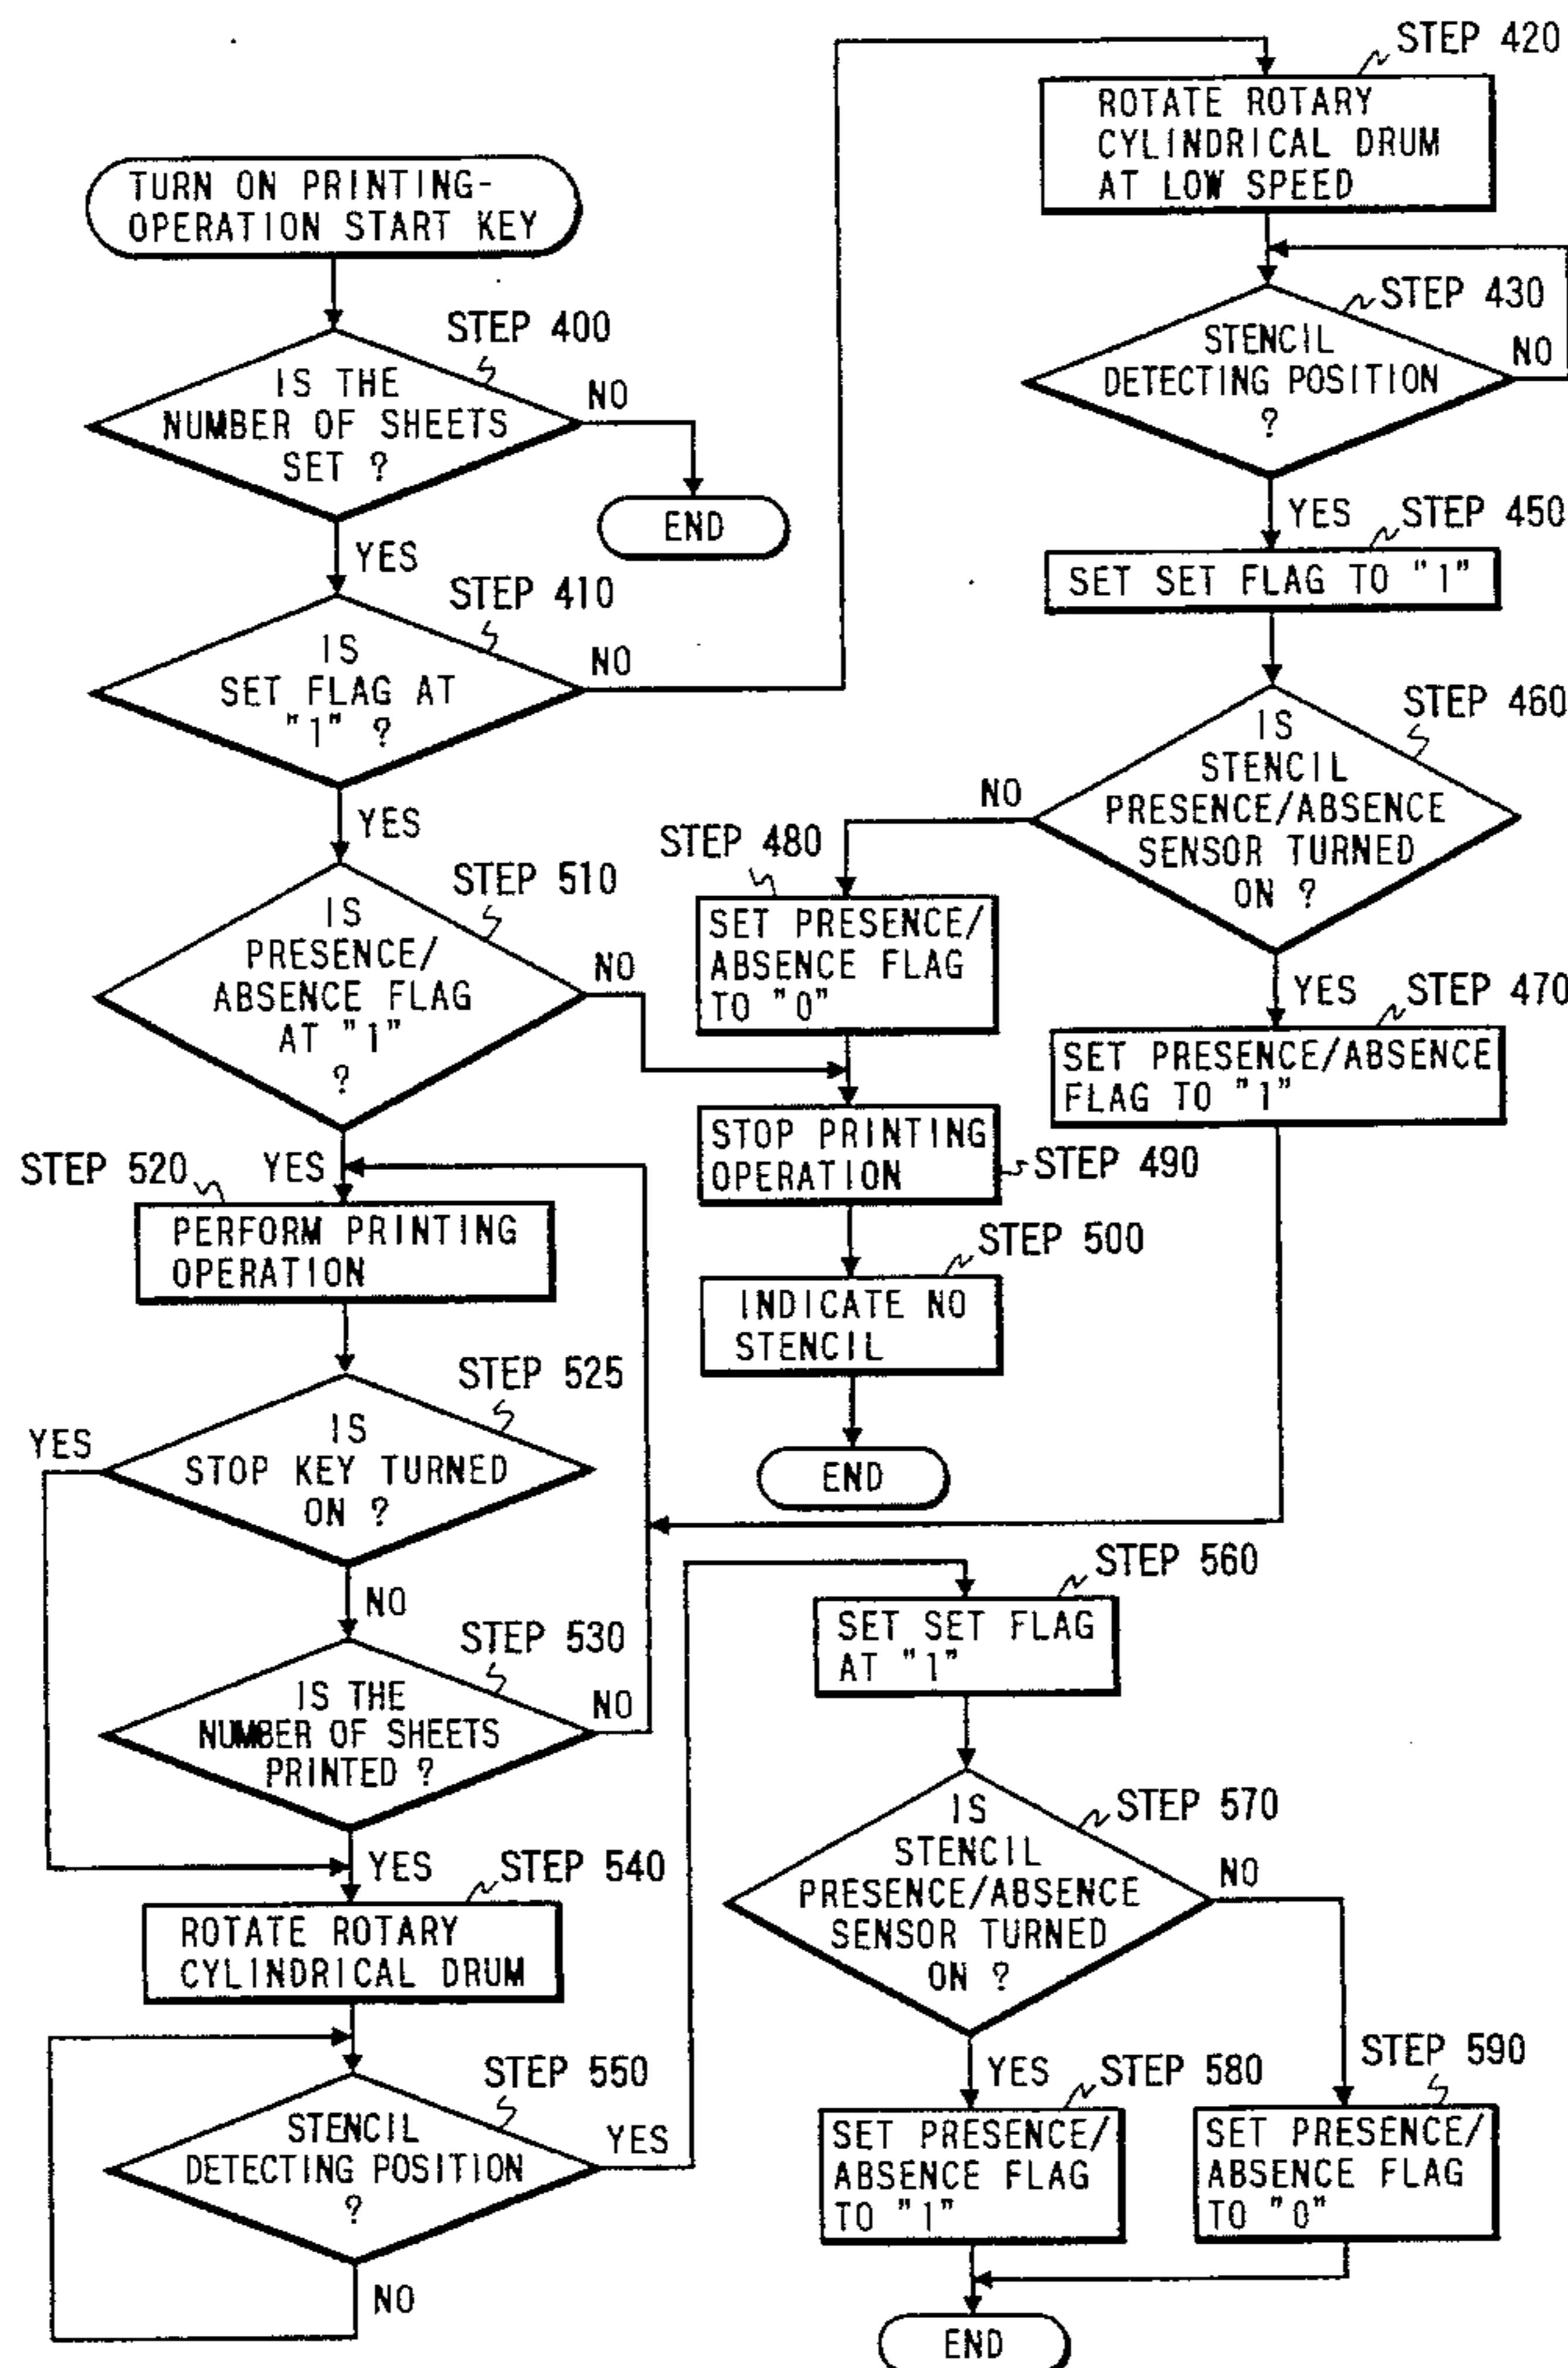 TURN ON PRINTING-
OPERATION START KEY
STEP 400
IS THE
NUMBER OF SHEETS
SET ?
NO
END
YES
STEP 410
IS
SET FLAG AT
"1" ?
NO
YES
STEP 510
IS
PRESENCE/
ABSENCE FLAG
AT "1"
?
NO
YES
STEP 520
PERFORM PRINTING
OPERATION
STEP 525
IS
STOP KEY TURNED
ON ?
YES
NO
STEP 530
IS THE
NUMBER OF SHEETS
PRINTED ?
NO
YES
STEP 540
ROTATE ROTARY
CYLINDRICAL DRUM
STEP 550
STENCIL
DETECTING POSITION
?
YES
NO
STEP 420
ROTATE ROTARY
CYLINDRICAL DRUM
AT LOW SPEED
STEP 430
STENCIL
DETECTING POSITION
?
NO
YES
STEP 450
SET SET FLAG TO "1"
STEP 460
IS
STENCIL
PRESENCE/ABSENCE
SENSOR TURNED
ON ?
NO
YES
STEP 470
SET PRESENCE/ABSENCE
FLAG TO "1"
STEP 480
SET PRESENCE/
ABSENCE FLAG
TO "0"
STOP PRINTING
OPERATION
STEP 490
STEP 500
INDICATE NO
STENCIL
END
STEP 560
SET SET FLAG
AT "1"
STEP 570
IS
STENCIL
PRESENCE/ABSENCE
SENSOR TURNED
ON ?
NO
YES
STEP 580
SET PRESENCE/
ABSENCE FLAG
TO "1"
STEP 590
SET PRESENCE/
ABSENCE FLAG
TO "0"
END